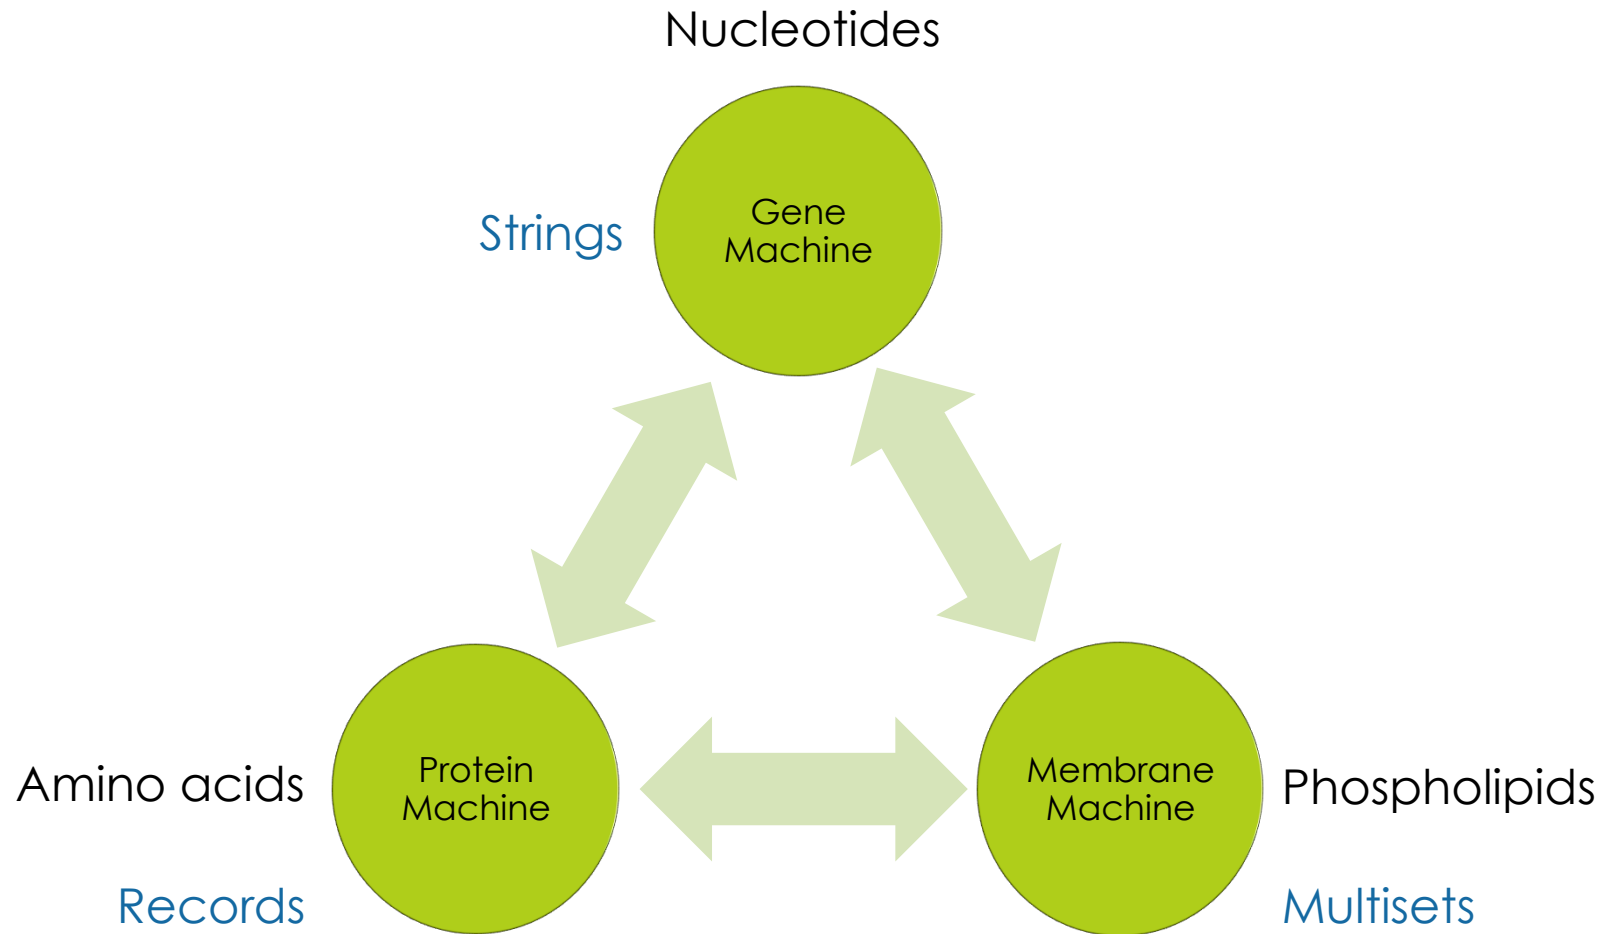 Nucleotides
Strings
Gene
Machine
Amino acids
Protein
Machine
Membrane
Machine
Phospholipids
Records
Multisets